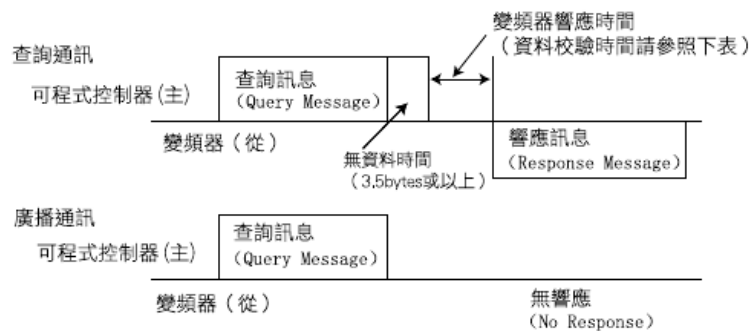 變頻器響應時間
（資料校驗時間請參照下表）
查詢通訊
可程式控制器(主)
查詢訊息
（Query Message）
變頻器（從）
無資料時間
（3.5bytes或以上）
響應訊息
（Response Message）
廣播通訊
可程式控制器(主)
查詢訊息
（Query Message）
變頻器（從）
無響應
（No Response）